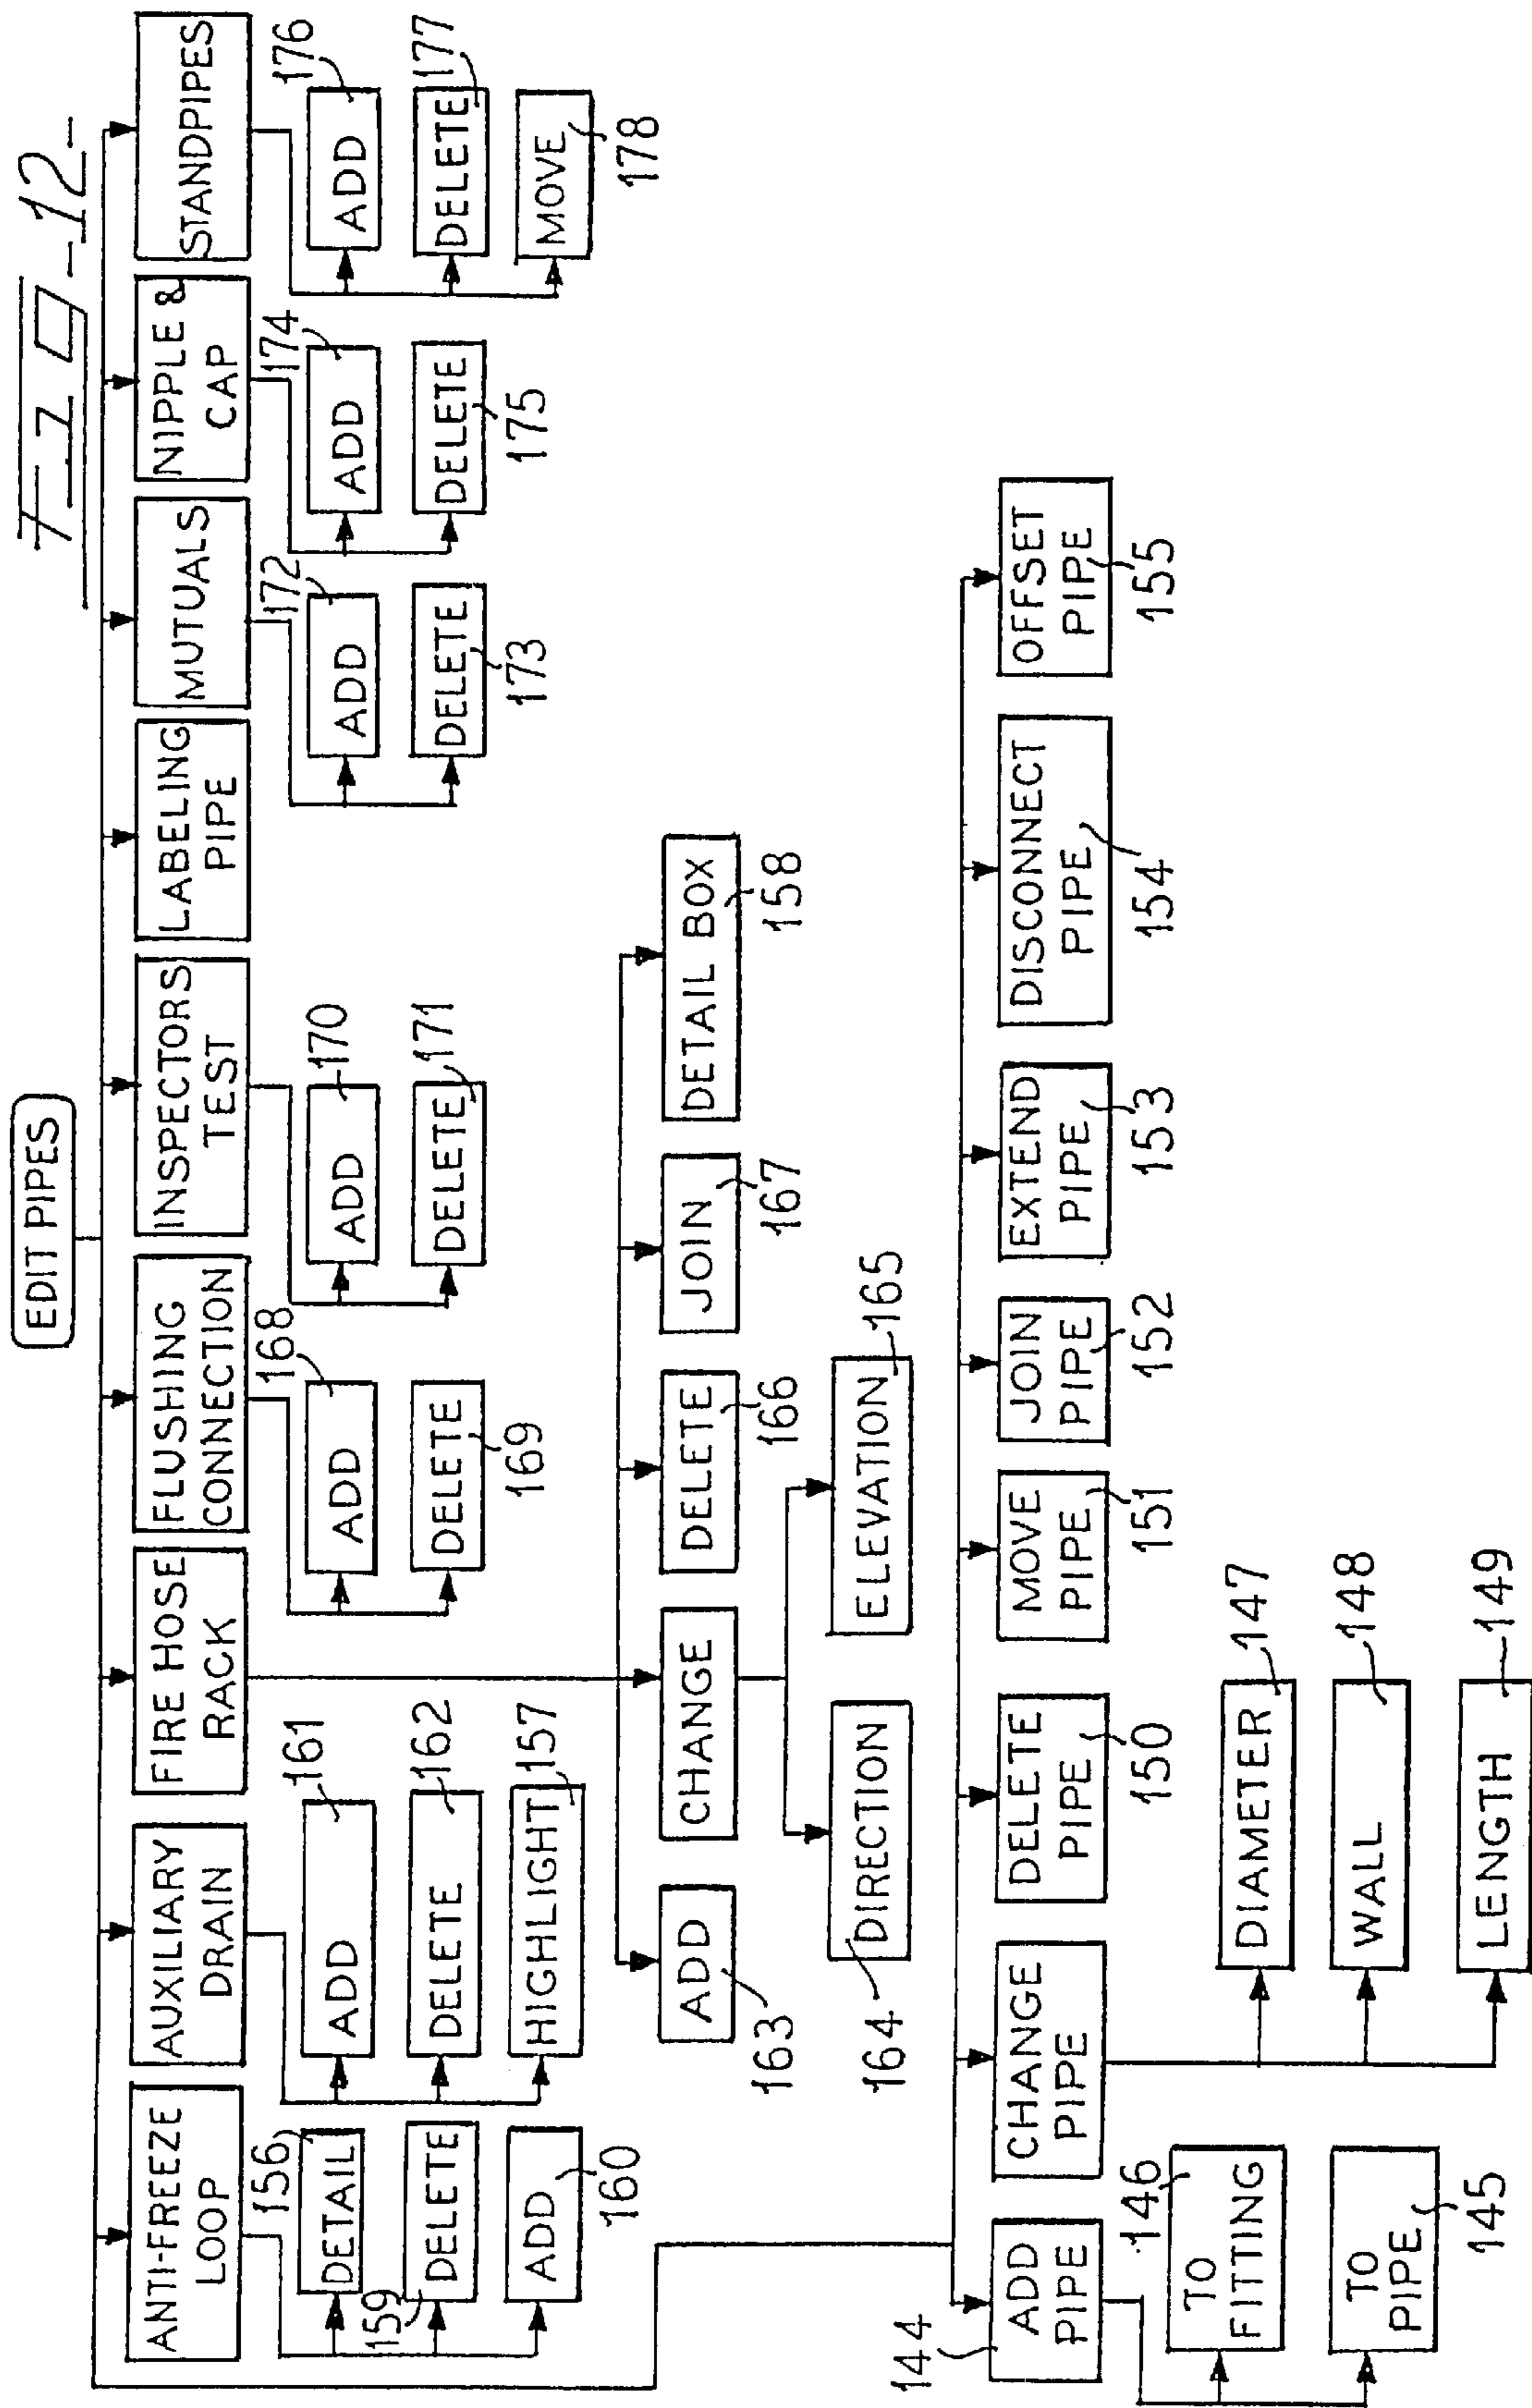 FIG-12-
EDIT PIPES
ANTI-FREEZE
LOOP
AUXILIARY
DRAIN
FIRE HOSE
RACK
FLUSHING
CONNECTION
INSPECTORS
TEST
LABELING
PIPE
MUTUALS
NIPPLE &
CAP
STANDPIPES
156
DETAIL
159
DELETE
ADD
160
161
ADD
162
DELETE
157
HIGHLIGHT
168
ADD
DELETE
169
170
ADD
171
DELETE
172
ADD
DELETE
173
174
ADD
DELETE
175
176
ADD
177
DELETE
MOVE
178
ADD
163
CHANGE
DELETE
166
JOIN
167
DETAIL BOX
158
164
DIRECTION
ELEVATION
165
144
ADD
PIPE
CHANGE
PIPE
DELETE
PIPE
150
MOVE
PIPE
151
JOIN
PIPE
152
EXTEND
PIPE
153
DISCONNECT
PIPE
154
OFFSET
PIPE
155
146
TO
FITTING
TO
PIPE
145
DIAMETER
147
WALL
148
LENGTH
149